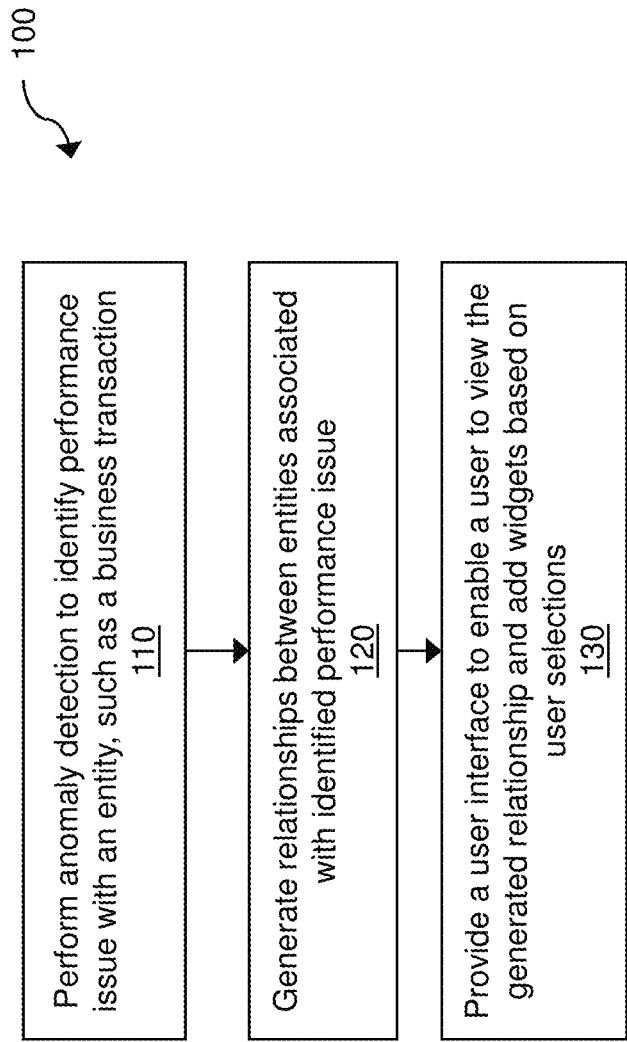 100
Perform anomaly detection to identify performance
issue with an entity, such as a business transaction
110
Generate relationships between entities associated
with identified performance issue
120
Provide a user interface to enable a user to view the
generated relationship and add widgets based on
user selections
130